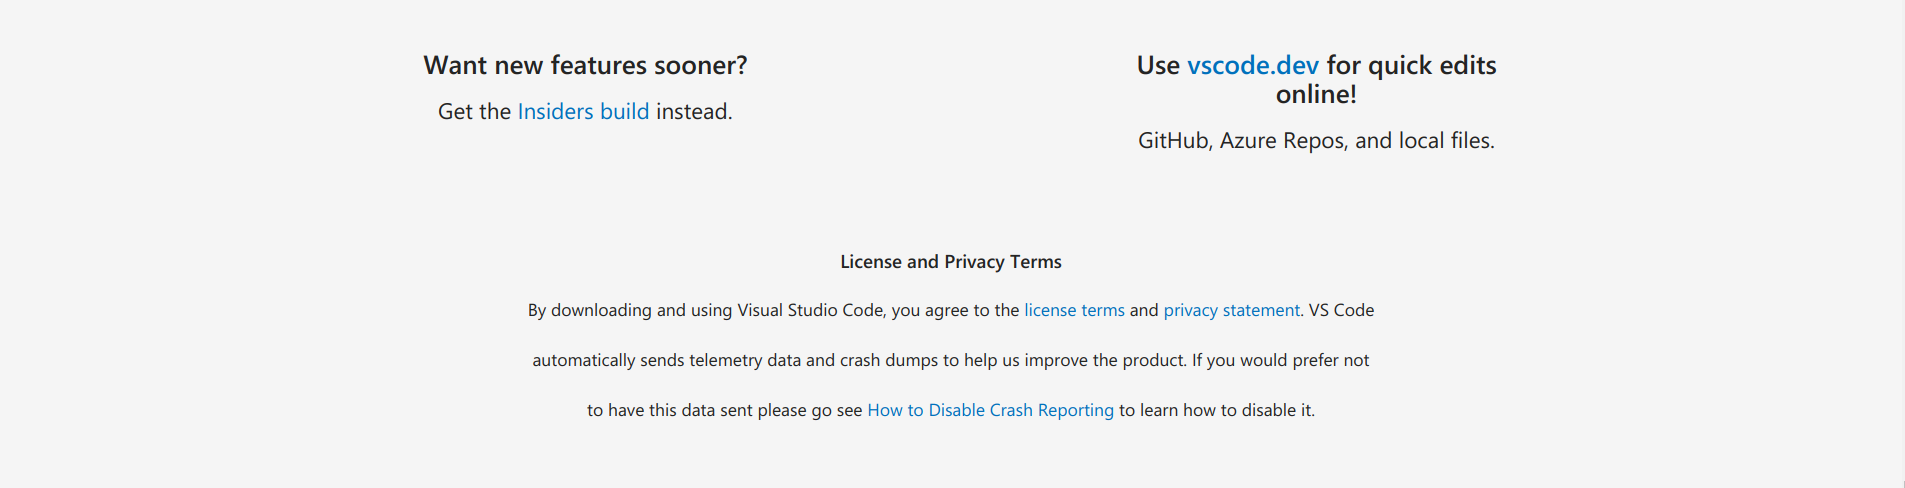 Want new features sooner?
Get the Insiders build instead.
Use vscode.dev for quick edits
online!
GitHub, Azure Repos, and local files.
License and Privacy Terms
By downloading and using Visual Studio Code, you agree to the license terms and privacy statement. VS Code
automatically sends telemetry data and crash dumps to help us improve the product. If you would prefer not
to have this data sent please go see How to Disable Crash Reporting to learn how to disable it.